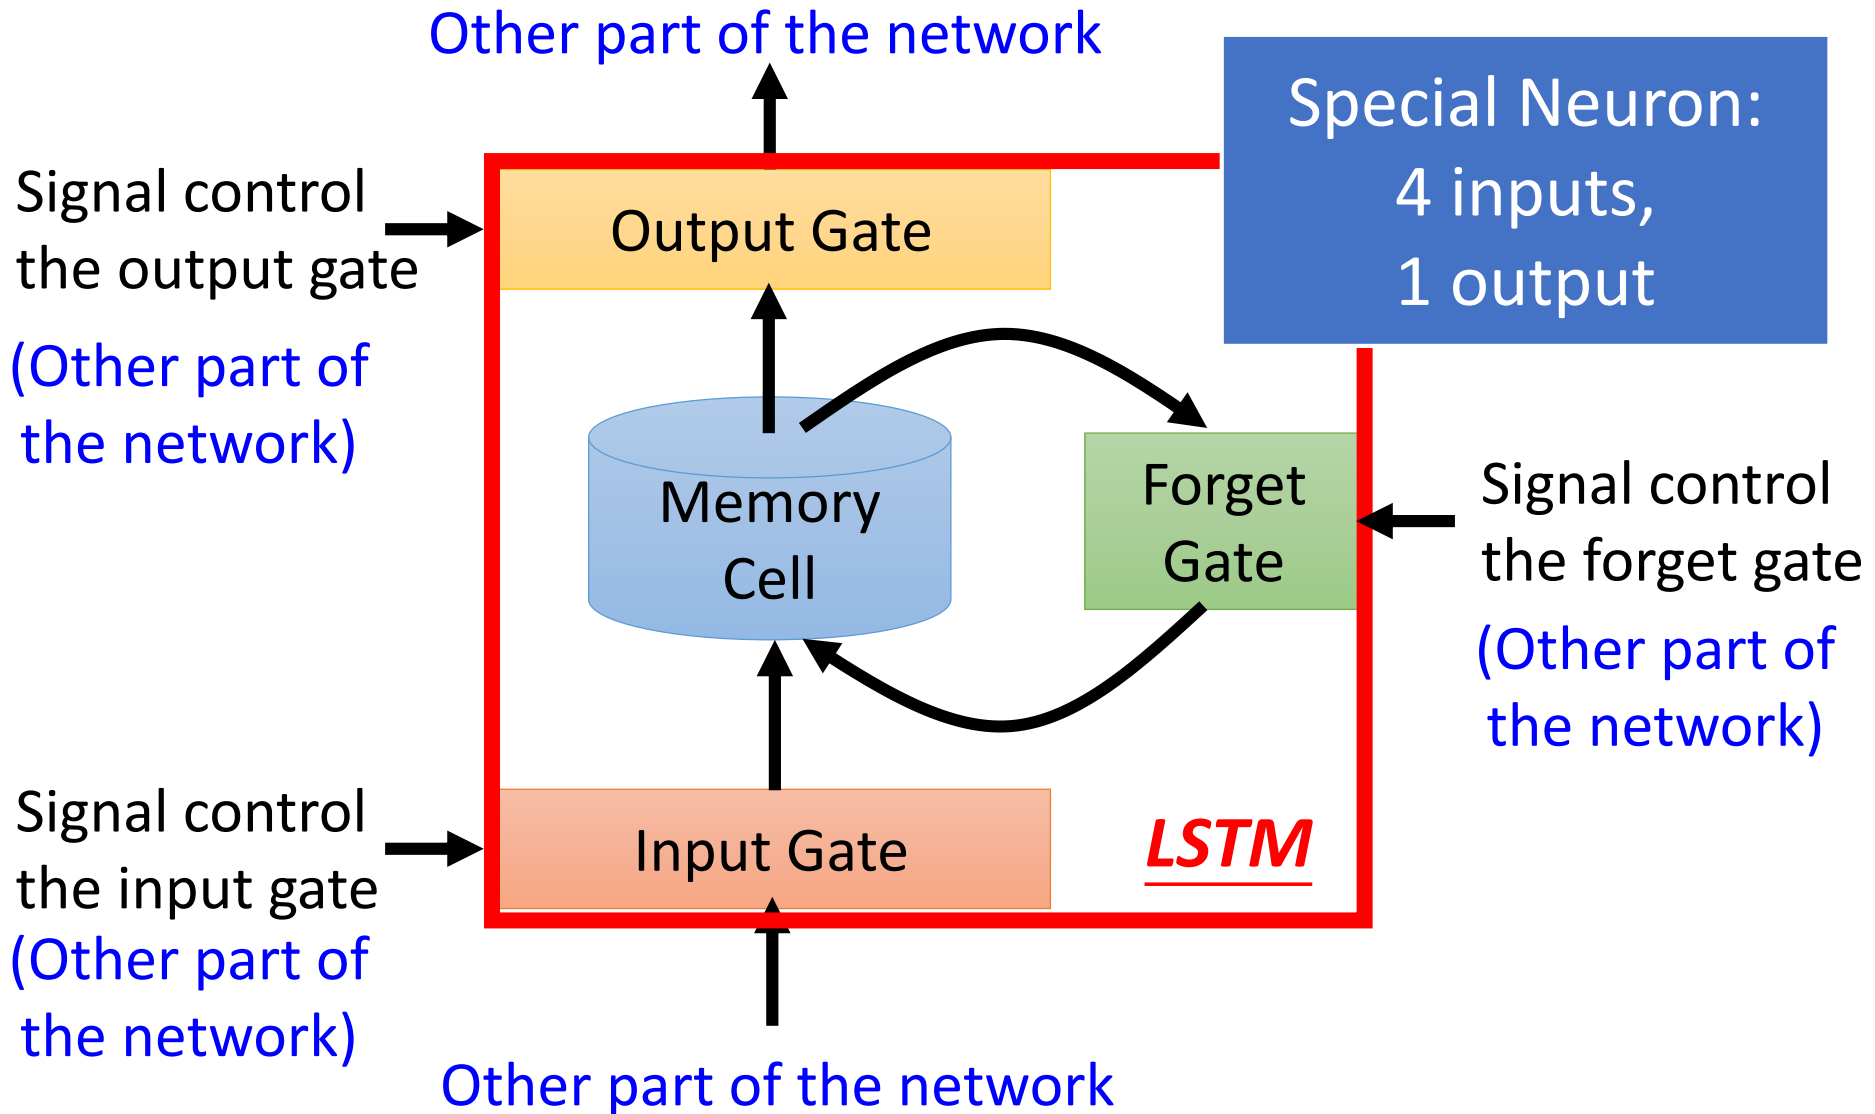 Other part of the network
Special Neuron:
4 inputs,
1 output
Signal control
the output gate
(Other part of
the network)
Output Gate
Memory
Cell
Forget
Gate
Signal control
the forget gate
(Other part of
the network)
Signal control
the input gate
(Other part of
the network)
Input Gate
LSTM
Other part of the network